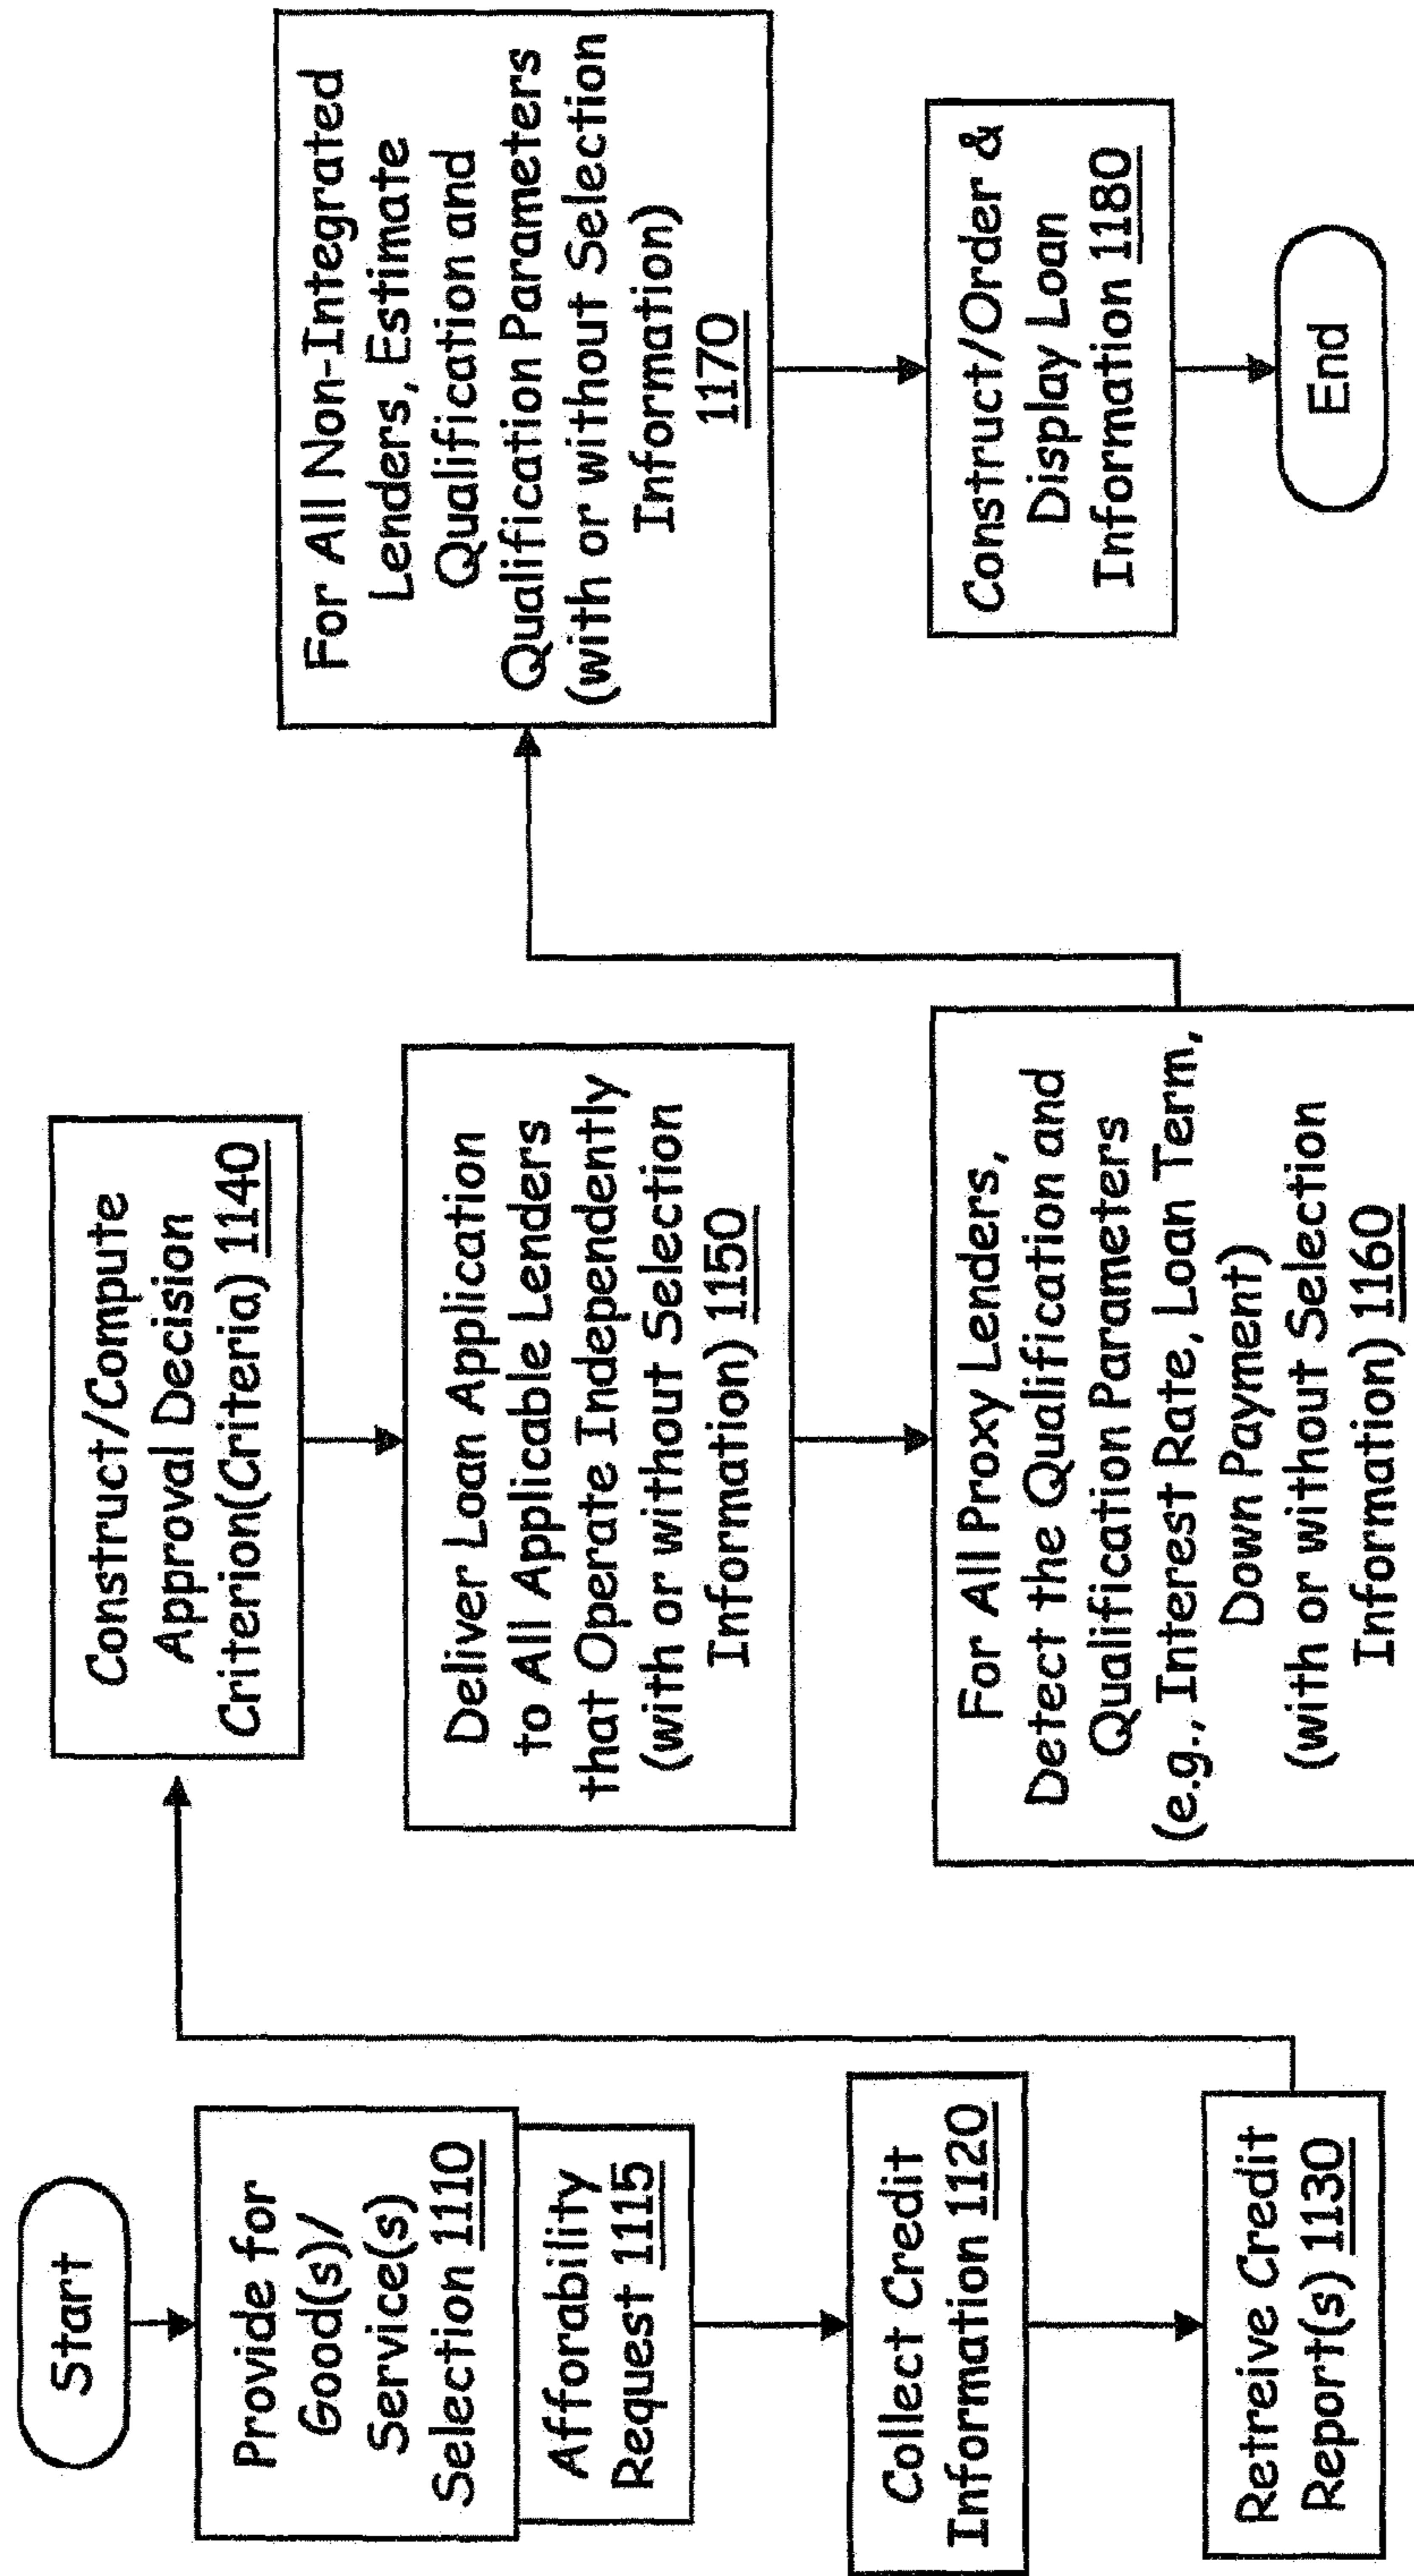 Start
Provide for
Good(s)/
Service(s)
Selection 1110
Afforability
Request 1115
Collect Credit
Information 1120
Retreive Credit
Report(s) 1130
Construct/Compute
Approval Decision
Criterion(Criteria) 1140
Deliver Loan Application
to All Applicable Lenders
that Operate Independently
(with or without Selection
Information) 1150
For All Proxy Lenders,
Detect the Qualification and
Qualification Parameters
(e.g., Interest Rate, Loan Term,
Down Payment)
(with or without Selection
Information) 1160
For All Non-Integrated
Lenders, Estimate
Qualification and
Qualification Parameters
(with or without Selection
Information)
1170
Construct/Order &
Display Loan
Information 1180
End